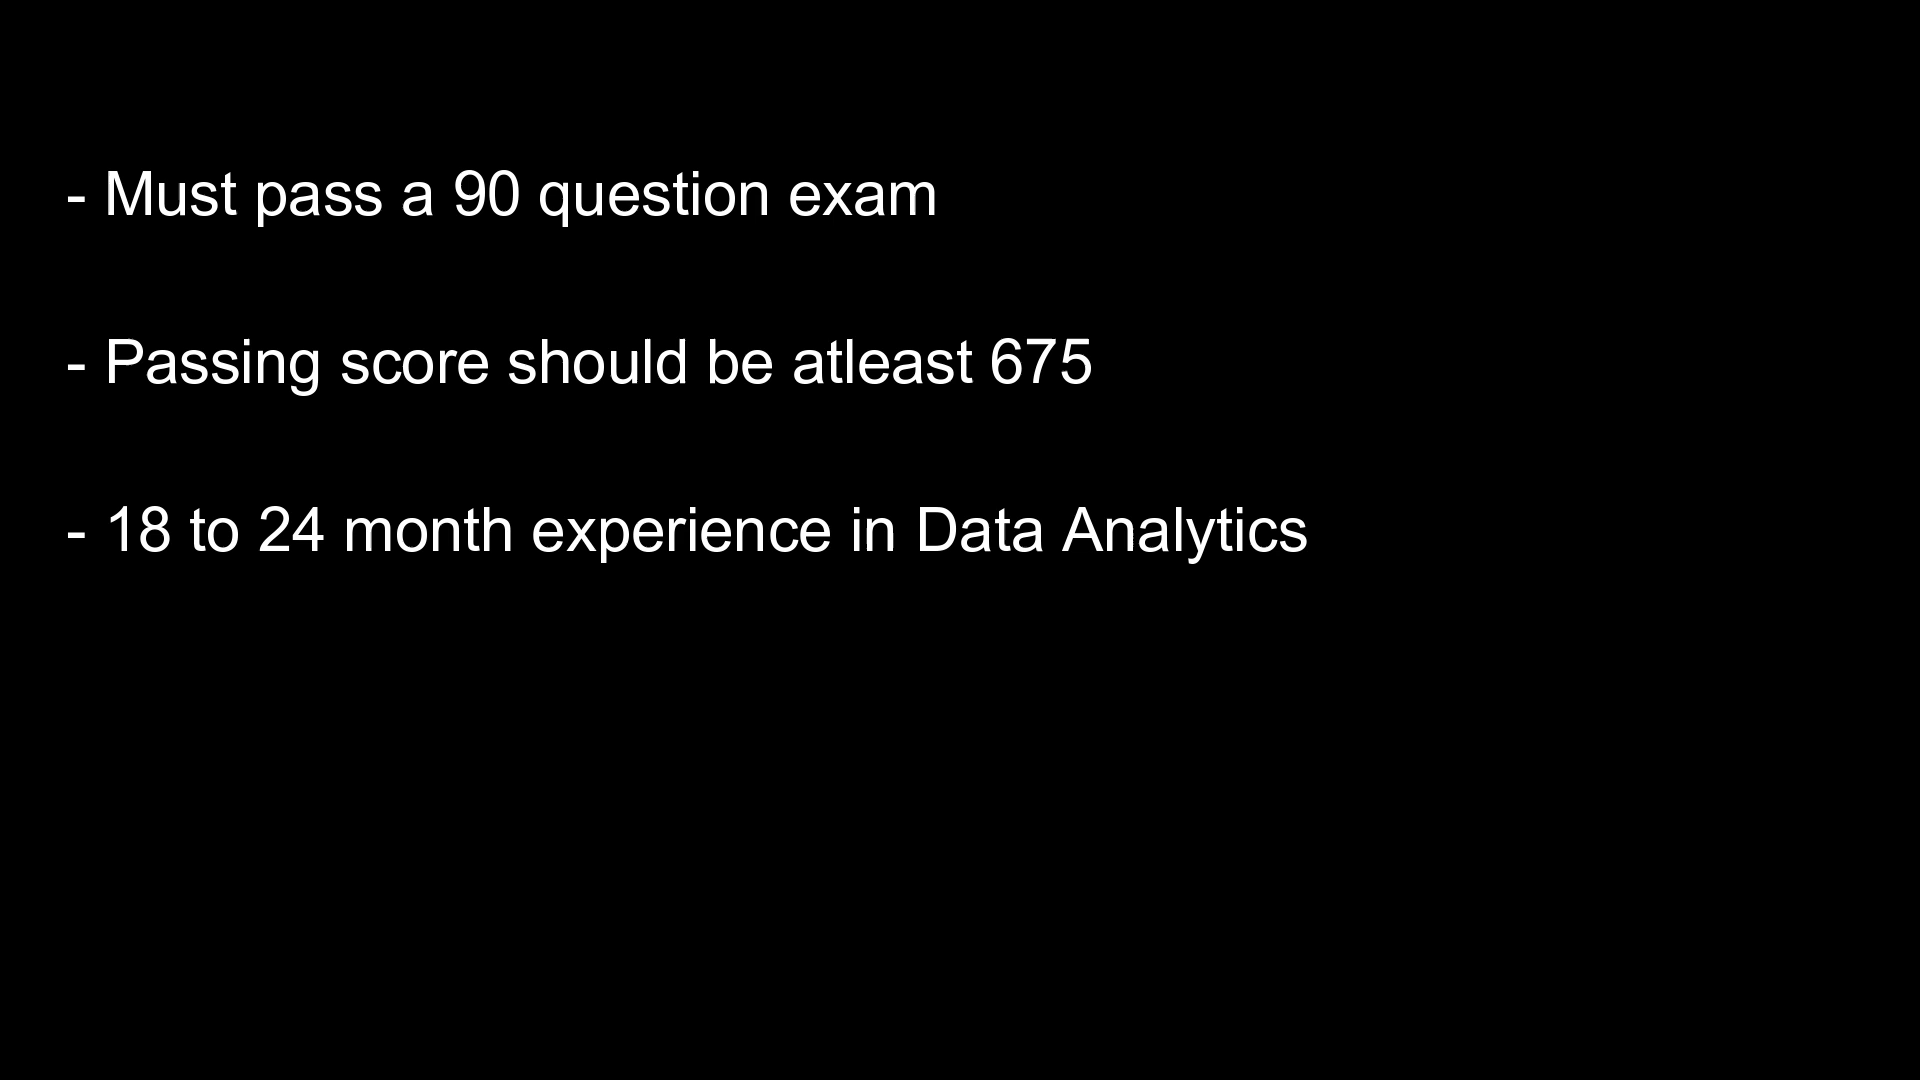 - Must pass a 90 question exam
- Passing score should be atleast 675
- 18 to 24 month experience in Data Analytics